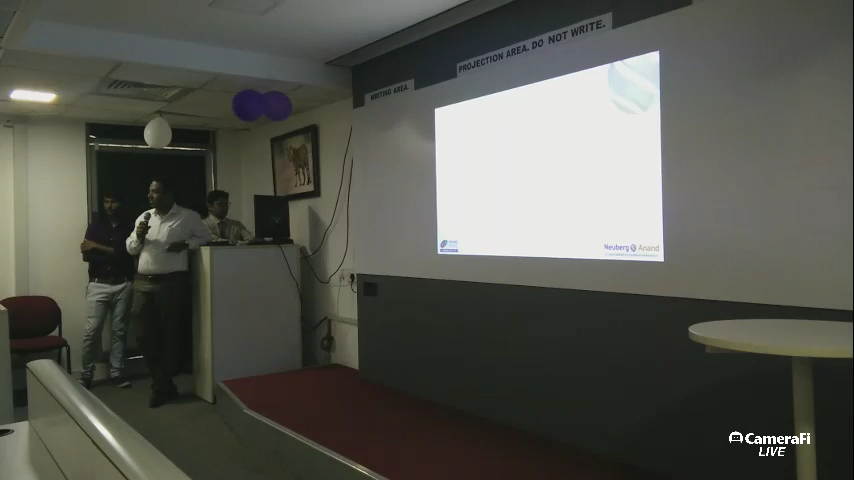 PROJECTION AREA. DO NOT WRITE.
WRITING AREA.
Neuberg Anand
CameraFi
LIVE